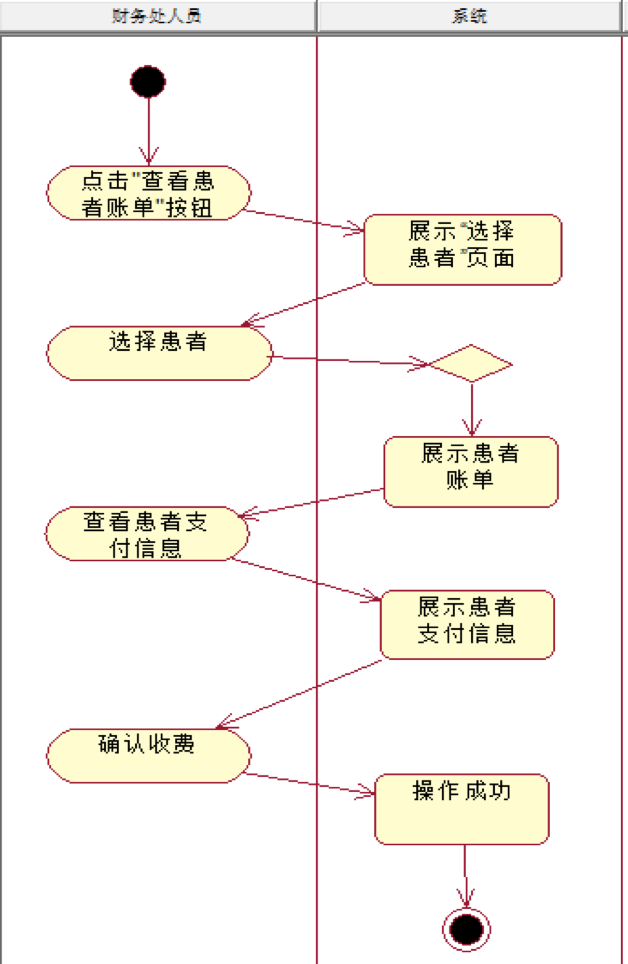 财务处人员
系统
点击"查看患
者账单"按钮
展示“选择
患者”页面
选择患者
展示患者
账单
查看患者支
付信息
展示患者
支付信息
确认收费
操作成功